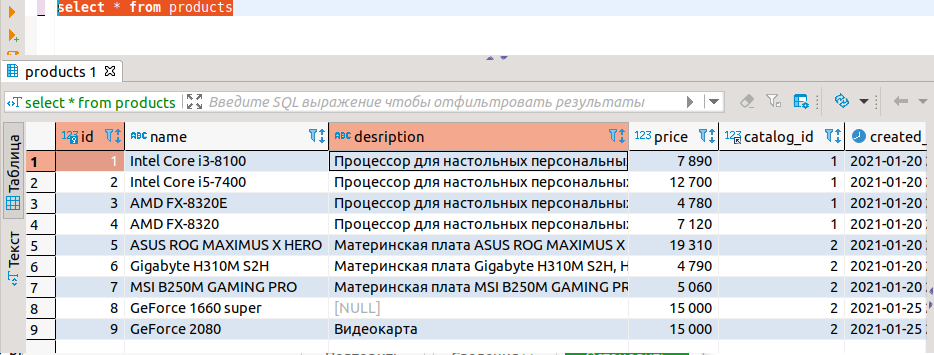 select * from products
products 1
select * from products Введите SQL выражение чтобы отфильтровать результаты
Таблица
Текст
123 id ABC name ABC desription 123 price 123 catalog_id created_
1 1 Intel Core i3-8100 Процессор для настольных персональны 7 890 1 2021-01-20
2 2 Intel Core i5-7400 Процессор для настольных персональны 12 700 1 2021-01-20
3 3 AMD FX-8320E Процессор для настольных персональны 4 780 1 2021-01-20
4 4 AMD FX-8320 Процессор для настольных персональны 7 120 1 2021-01-20
5 5 ASUS ROG MAXIMUS X HERO Материнская плата ASUS ROG MAXIMUS X 19 310 2 2021-01-20
6 6 Gigabyte H310M S2H Материнская плата Gigabyte H310M S2H, H 4 790 2 2021-01-20
7 7 MSI B250M GAMING PRO Материнская плата MSI B250M GAMING PR 5 060 2 2021-01-20
8 8 GeForce 1660 super [NULL] 15 000 2 2021-01-25
9 9 GeForce 2080 Видеокарта 15 000 2 2021-01-25